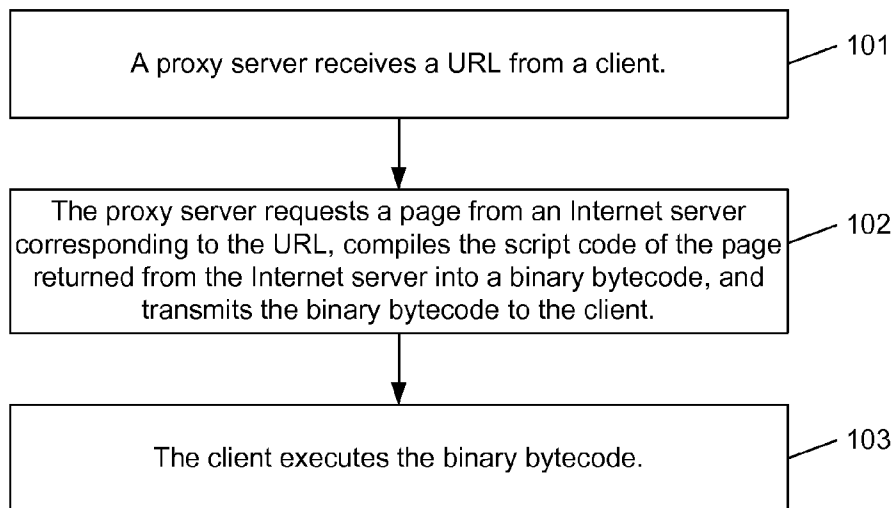 A proxy server receives a URL from a client.
101
The proxy server requests a page from an Internet server
corresponding to the URL, compiles the script code of the page
returned from the Internet server into a binary bytecode, and
transmits the binary bytecode to the client.
102
The client executes the binary bytecode.
103